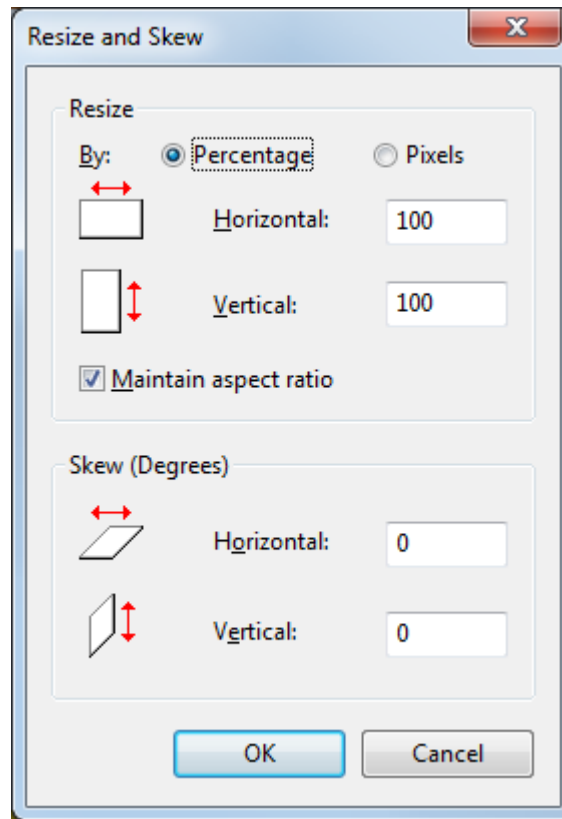 Resize and Skew
Resize
By: Percentage Pixels
Horizontal: 100
Vertical: 100
Maintain aspect ratio
Skew (Degrees)
Horizontal: 0
Vertical: 0
OK Cancel